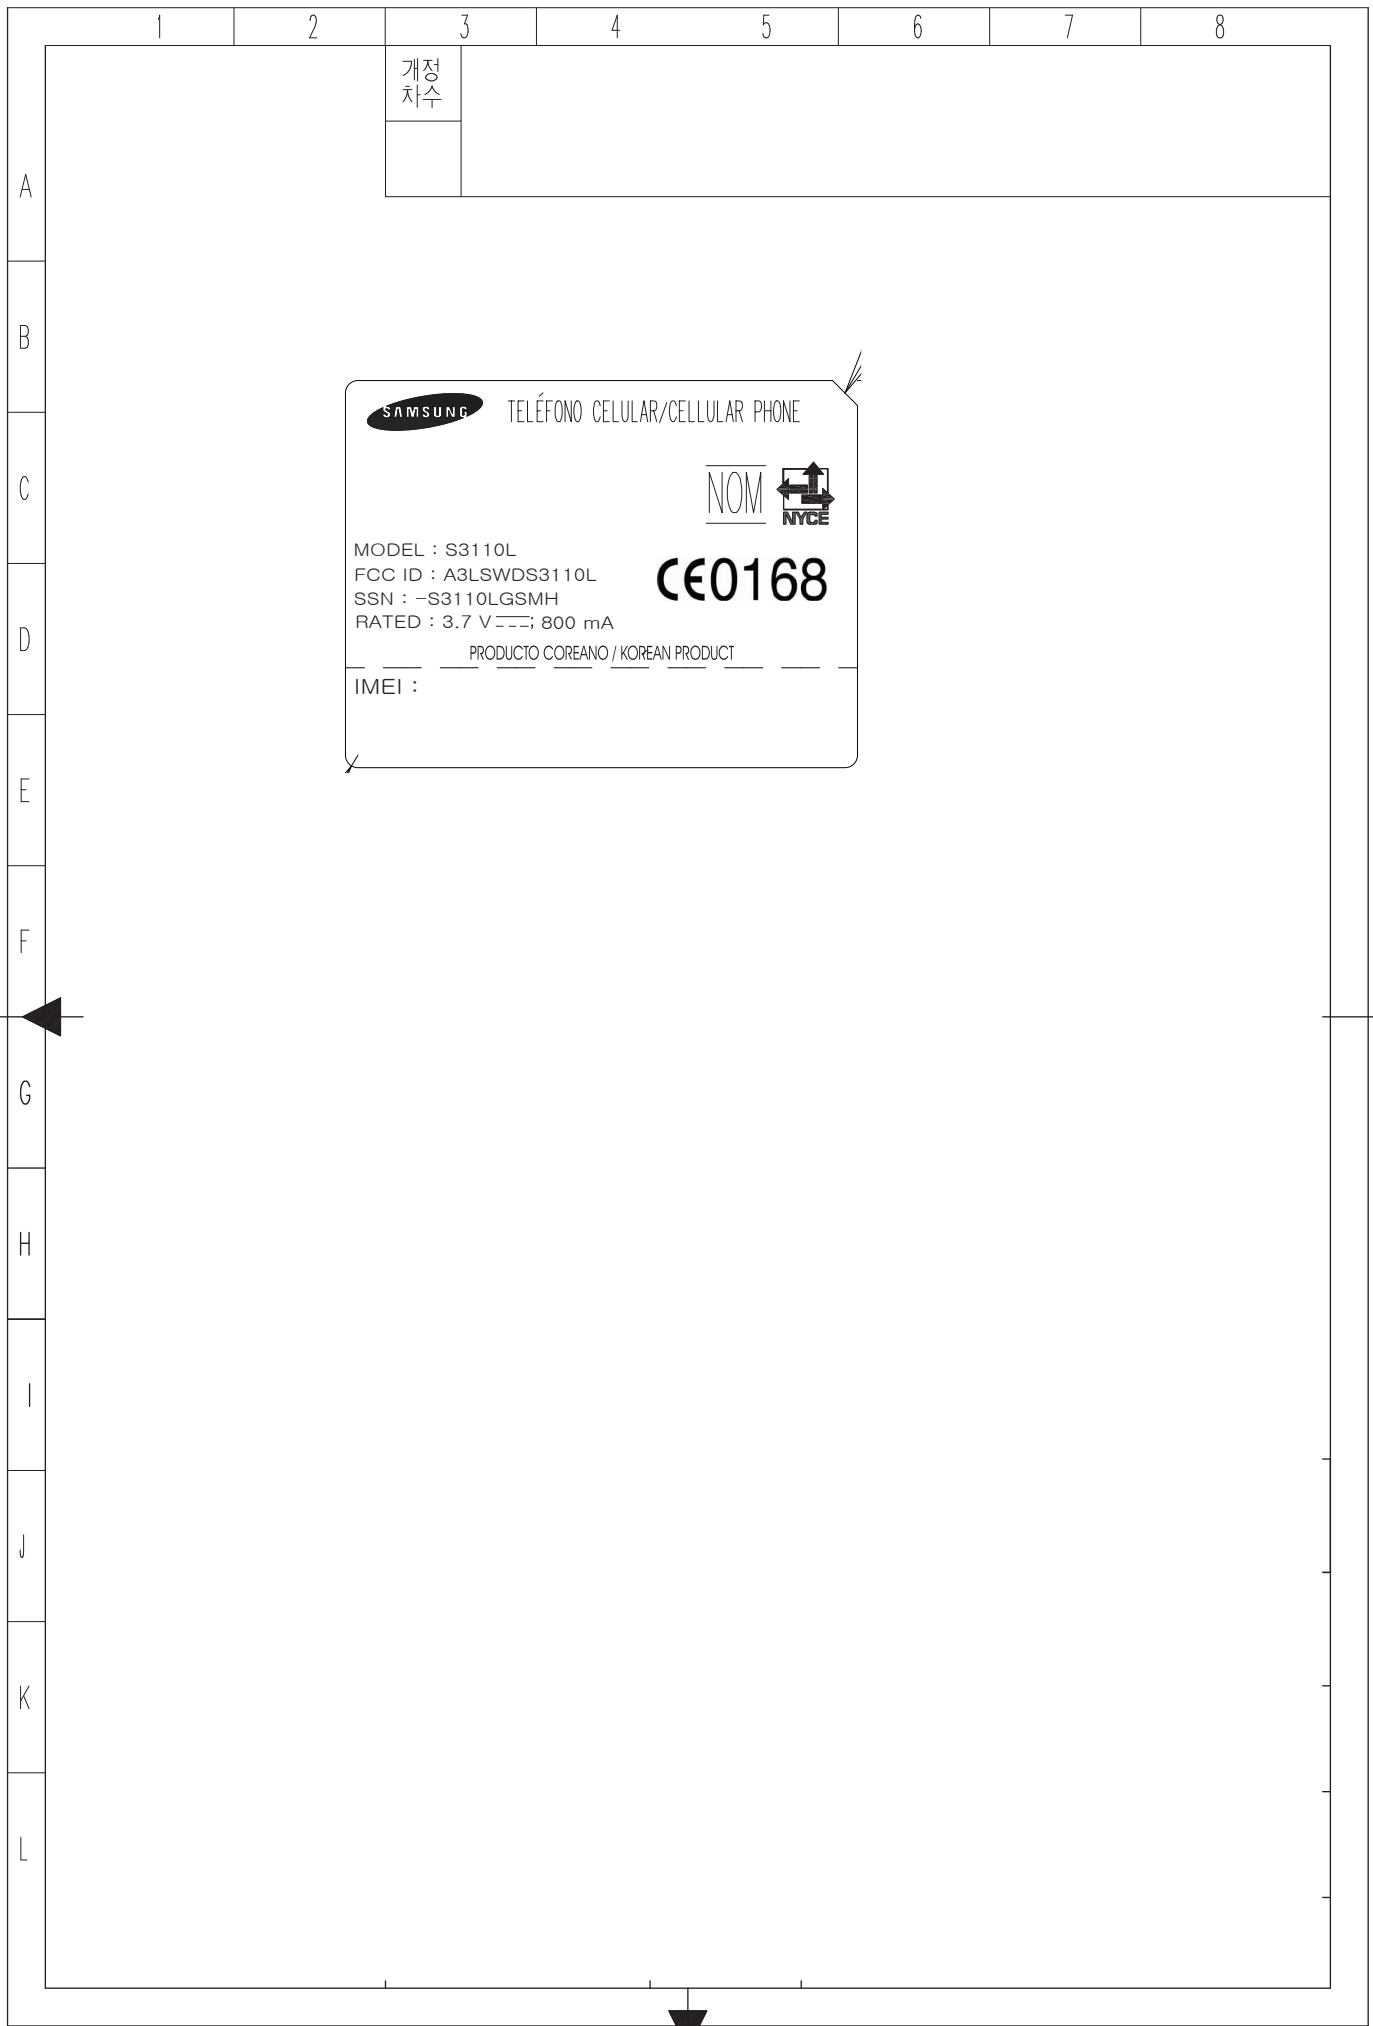 1 2 3 4 5 6 7 8
개정
차수
A
B
SAMSUNG TELÉFONO CELULAR/CELLULAR PHONE
C
NOM
NYCE
MODEL : S3110L
FCC ID : A3LSWDS3110L
CE0168
SSN : -S3110LGSMH
RATED : 3.7 V ; 800 mA
D
PRODUCTO COREANO / KOREAN PRODUCT
IMEI :
E
F
G
H
I
J
K
L